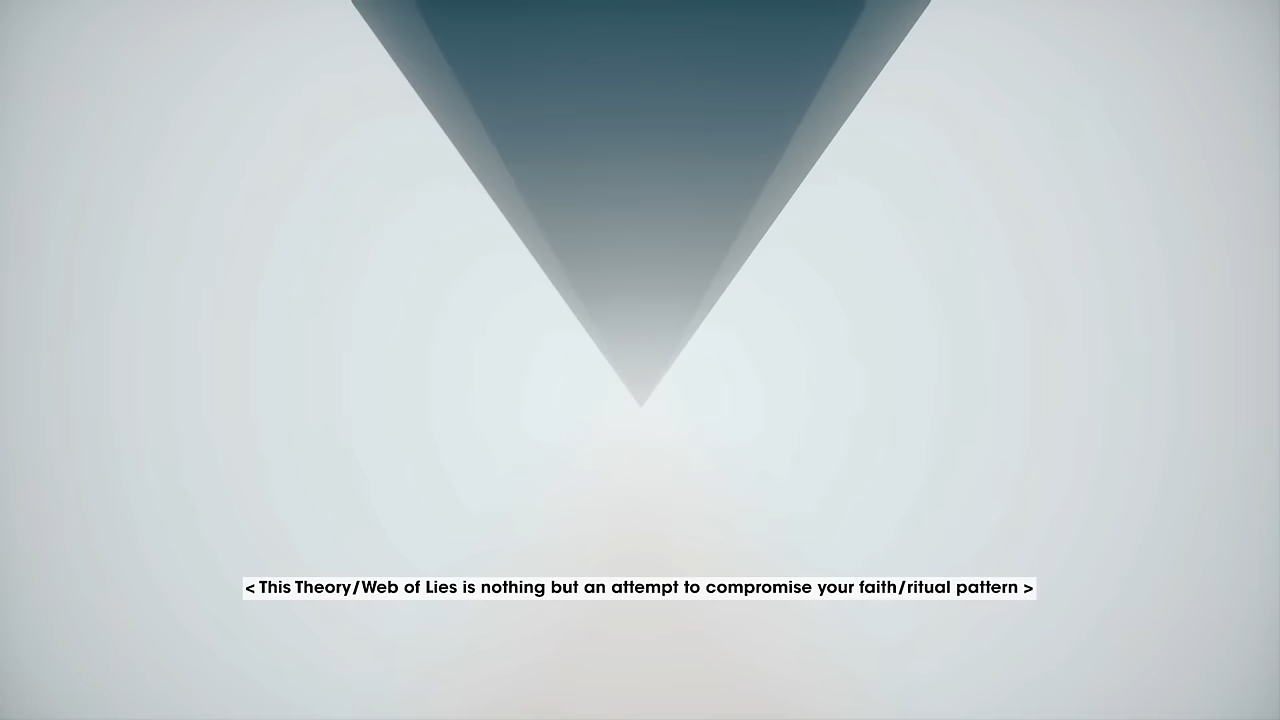 < This Theory/Web of Lies is nothing but an attempt to compromise your faith/ritual pattern >